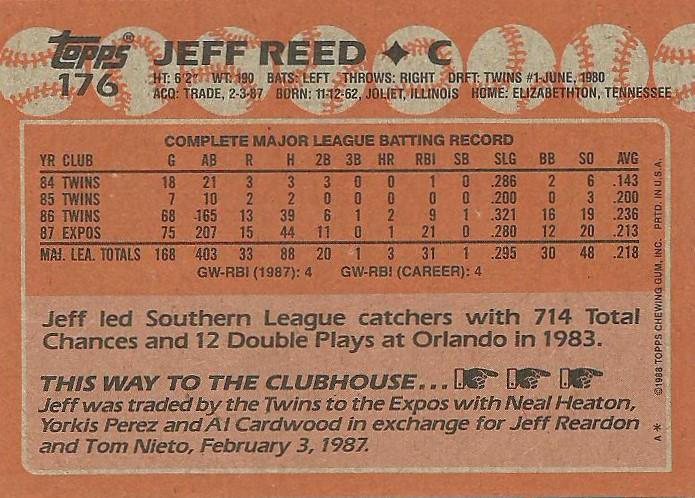 Topps® JEFF REED ✦ C
176 HT: 6'2" WT: 190 BATS: LEFT THROWS: RIGHT DRFT: TWINS #1-JUNE, 1980
ACQ: TRADE, 2-3-87 BORN: 11-12-62, JOLIET, ILLINOIS HOME: ELIZABETHTON, TENNESSEE
COMPLETE MAJOR LEAGUE BATTING RECORD
YR CLUB G AB R H 2B 3B HR RBI SB SLG BB SO AVG
84 TWINS 18 21 3 3 3 0 0 1 0 .286 2 6 .143
85 TWINS 7 10 2 2 0 0 0 0 0 .200 0 3 .200
86 TWINS 68 165 13 39 6 1 2 9 1 .321 16 19 .236
87 EXPOS 75 207 15 44 11 0 1 21 0 .280 12 20 .213
MAJ. LEA. TOTALS 168 403 33 88 20 1 3 31 1 .295 30 48 .218
GW-RBI (1987): 4 GW-RBI (CAREER): 4
Jeff led Southern League catchers with 714 Total
Chances and 12 Double Plays at Orlando in 1983.
THIS WAY TO THE CLUBHOUSE...
Jeff was traded by the Twins to the Expos with Neal Heaton,
Yorkis Perez and Al Cardwood in exchange for Jeff Reardon
and Tom Nieto, February 3, 1987.
A * ©1988 TOPPS CHEWING GUM, INC. PRTD. IN U.S.A.